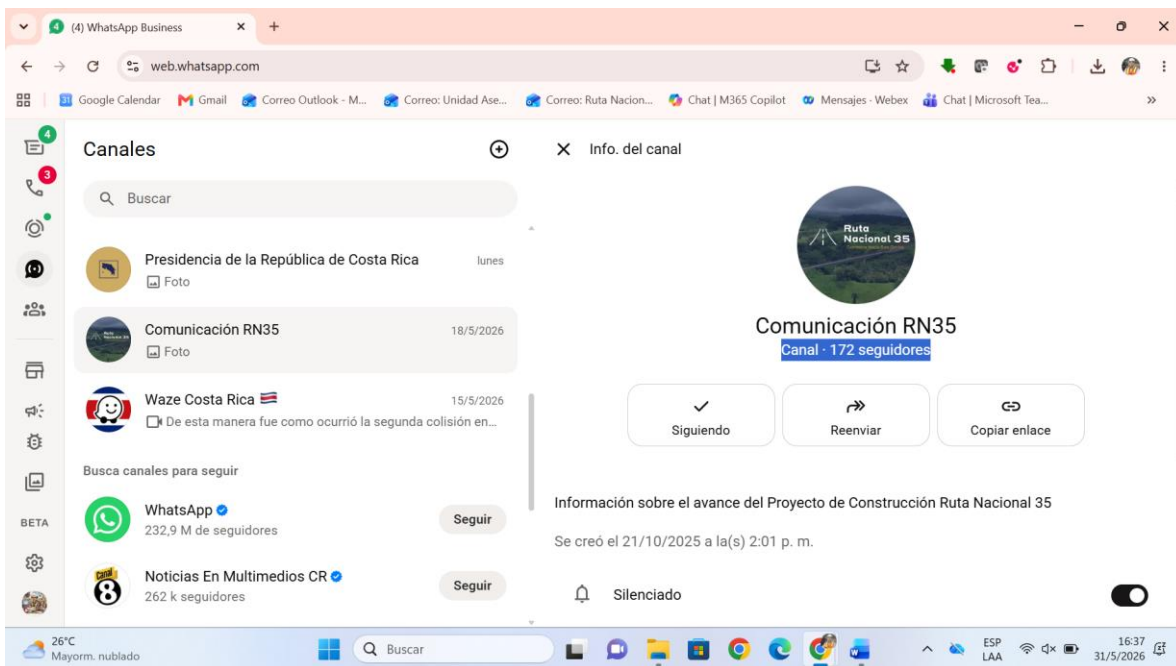 4
(4) WhatsApp Business
web.whatsapp.com
31
Google Calendar
Gmail
Correo Outlook - M...
Correo: Unidad Ase...
Correo: Ruta Nacion...
Chat | M365 Copilot
Mensajes · Webex
Chat | Microsoft Tea...
4
3
BETA
Canales
Buscar
Presidencia de la República de Costa Rica
lunes
Foto
Comunicación RN35
18/5/2026
Foto
Waze Costa Rica 🇨🇷
15/5/2026
De esta manera fue como ocurrió la segunda colisión en...
Busca canales para seguir
WhatsApp
232,9 M de seguidores
Seguir
Canal
8
Noticias En Multimedios CR
262 k seguidores
Seguir
Info. del canal
Ruta
Nacional 35
Comunicación RN35
Canal · 172 seguidores
Siguiendo
Reenviar
Copiar enlace
Información sobre el avance del Proyecto de Construcción Ruta Nacional 35
Se creó el 21/10/2025 a la(s) 2:01 p. m.
Silenciado
26°C
Mayorm. nublado
Buscar
ESP
LAA
16:37
31/5/2026